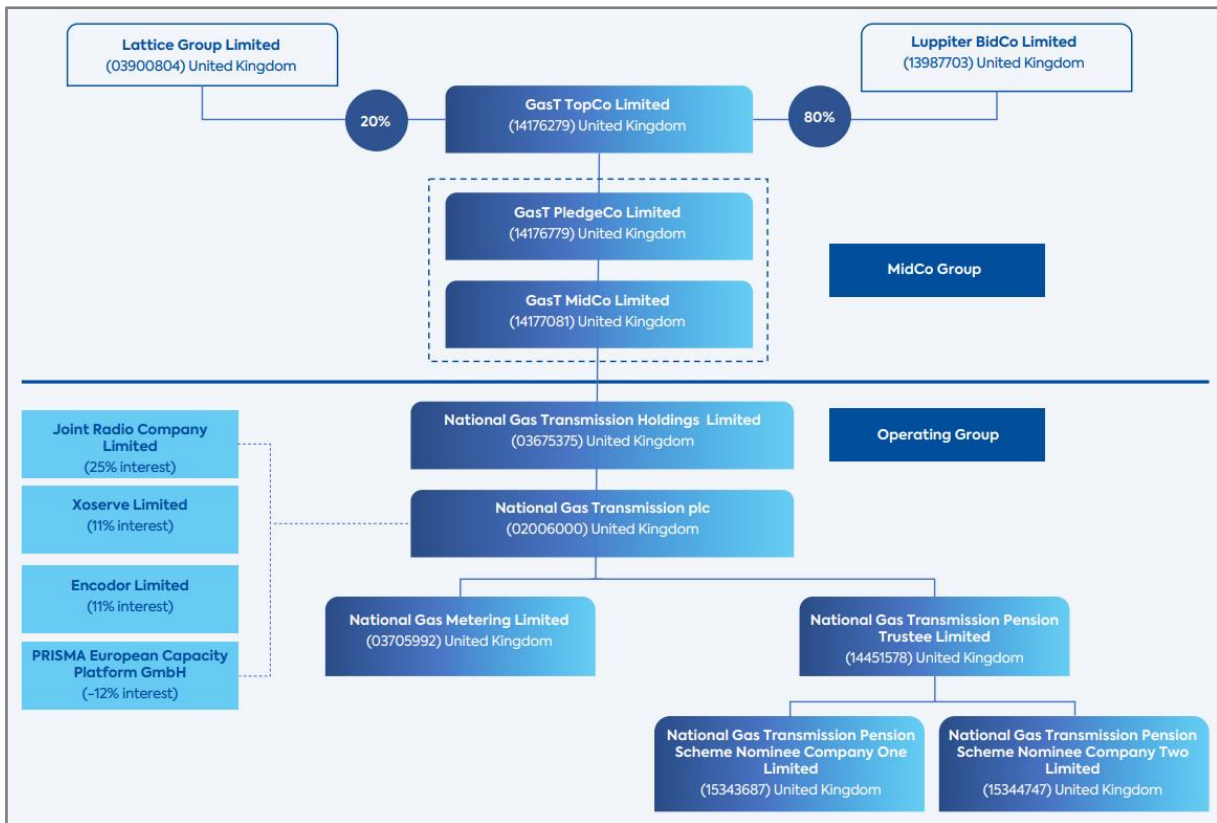 Lattice Group Limited
(03900804) United Kingdom
Luppiter BidCo Limited
(13987703) United Kingdom
20%
GasT TopCo Limited
(14176279) United Kingdom
80%
GasT PledgeCo Limited
(14176779) United Kingdom
MidCo Group
GasT MidCo Limited
(14177081) United Kingdom
National Gas Transmission Holdings Limited
(03675375) United Kingdom
Operating Group
Joint Radio Company
Limited
(25% interest)
Xoserve Limited
(11% interest)
Encodor Limited
(11% interest)
PRISMA European Capacity
Platform GmbH
(-12% interest)
National Gas Transmission plc
(02006000) United Kingdom
National Gas Metering Limited
(03705992) United Kingdom
National Gas Transmission Pension
Trustee Limited
(14451578) United Kingdom
National Gas Transmission Pension
Scheme Nominee Company One
Limited
(15343687) United Kingdom
National Gas Transmission Pension
Scheme Nominee Company Two
Limited
(15344747) United Kingdom